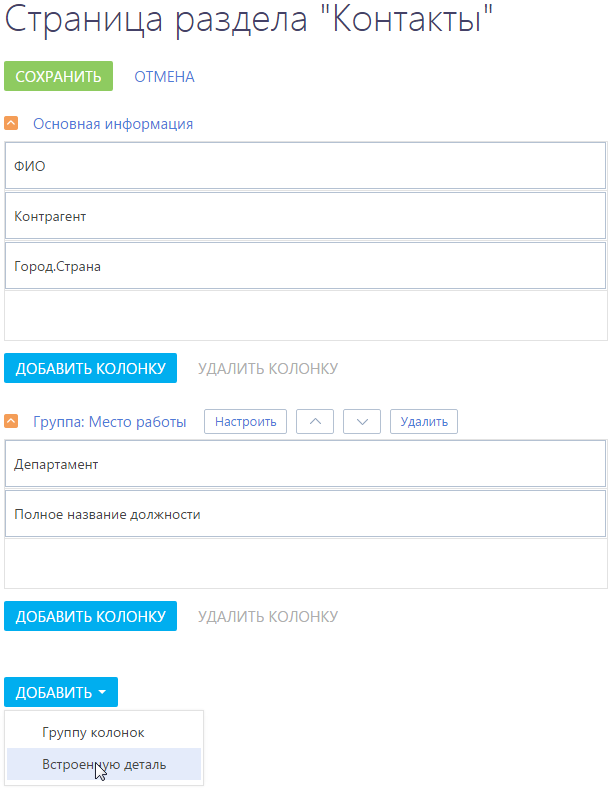 Страница раздела "Контакты"
СОХРАНИТЬ ОТМЕНА
Основная информация
ФИО
Контрагент
Город.Страна
ДОБАВИТЬ КОЛОНКУ УДАЛИТЬ КОЛОНКУ
Группа: Место работы Настроить Удалить
Департамент
Полное название должности
ДОБАВИТЬ КОЛОНКУ УДАЛИТЬ КОЛОНКУ
ДОБАВИТЬ
Группу колонок
Встроенную деталь